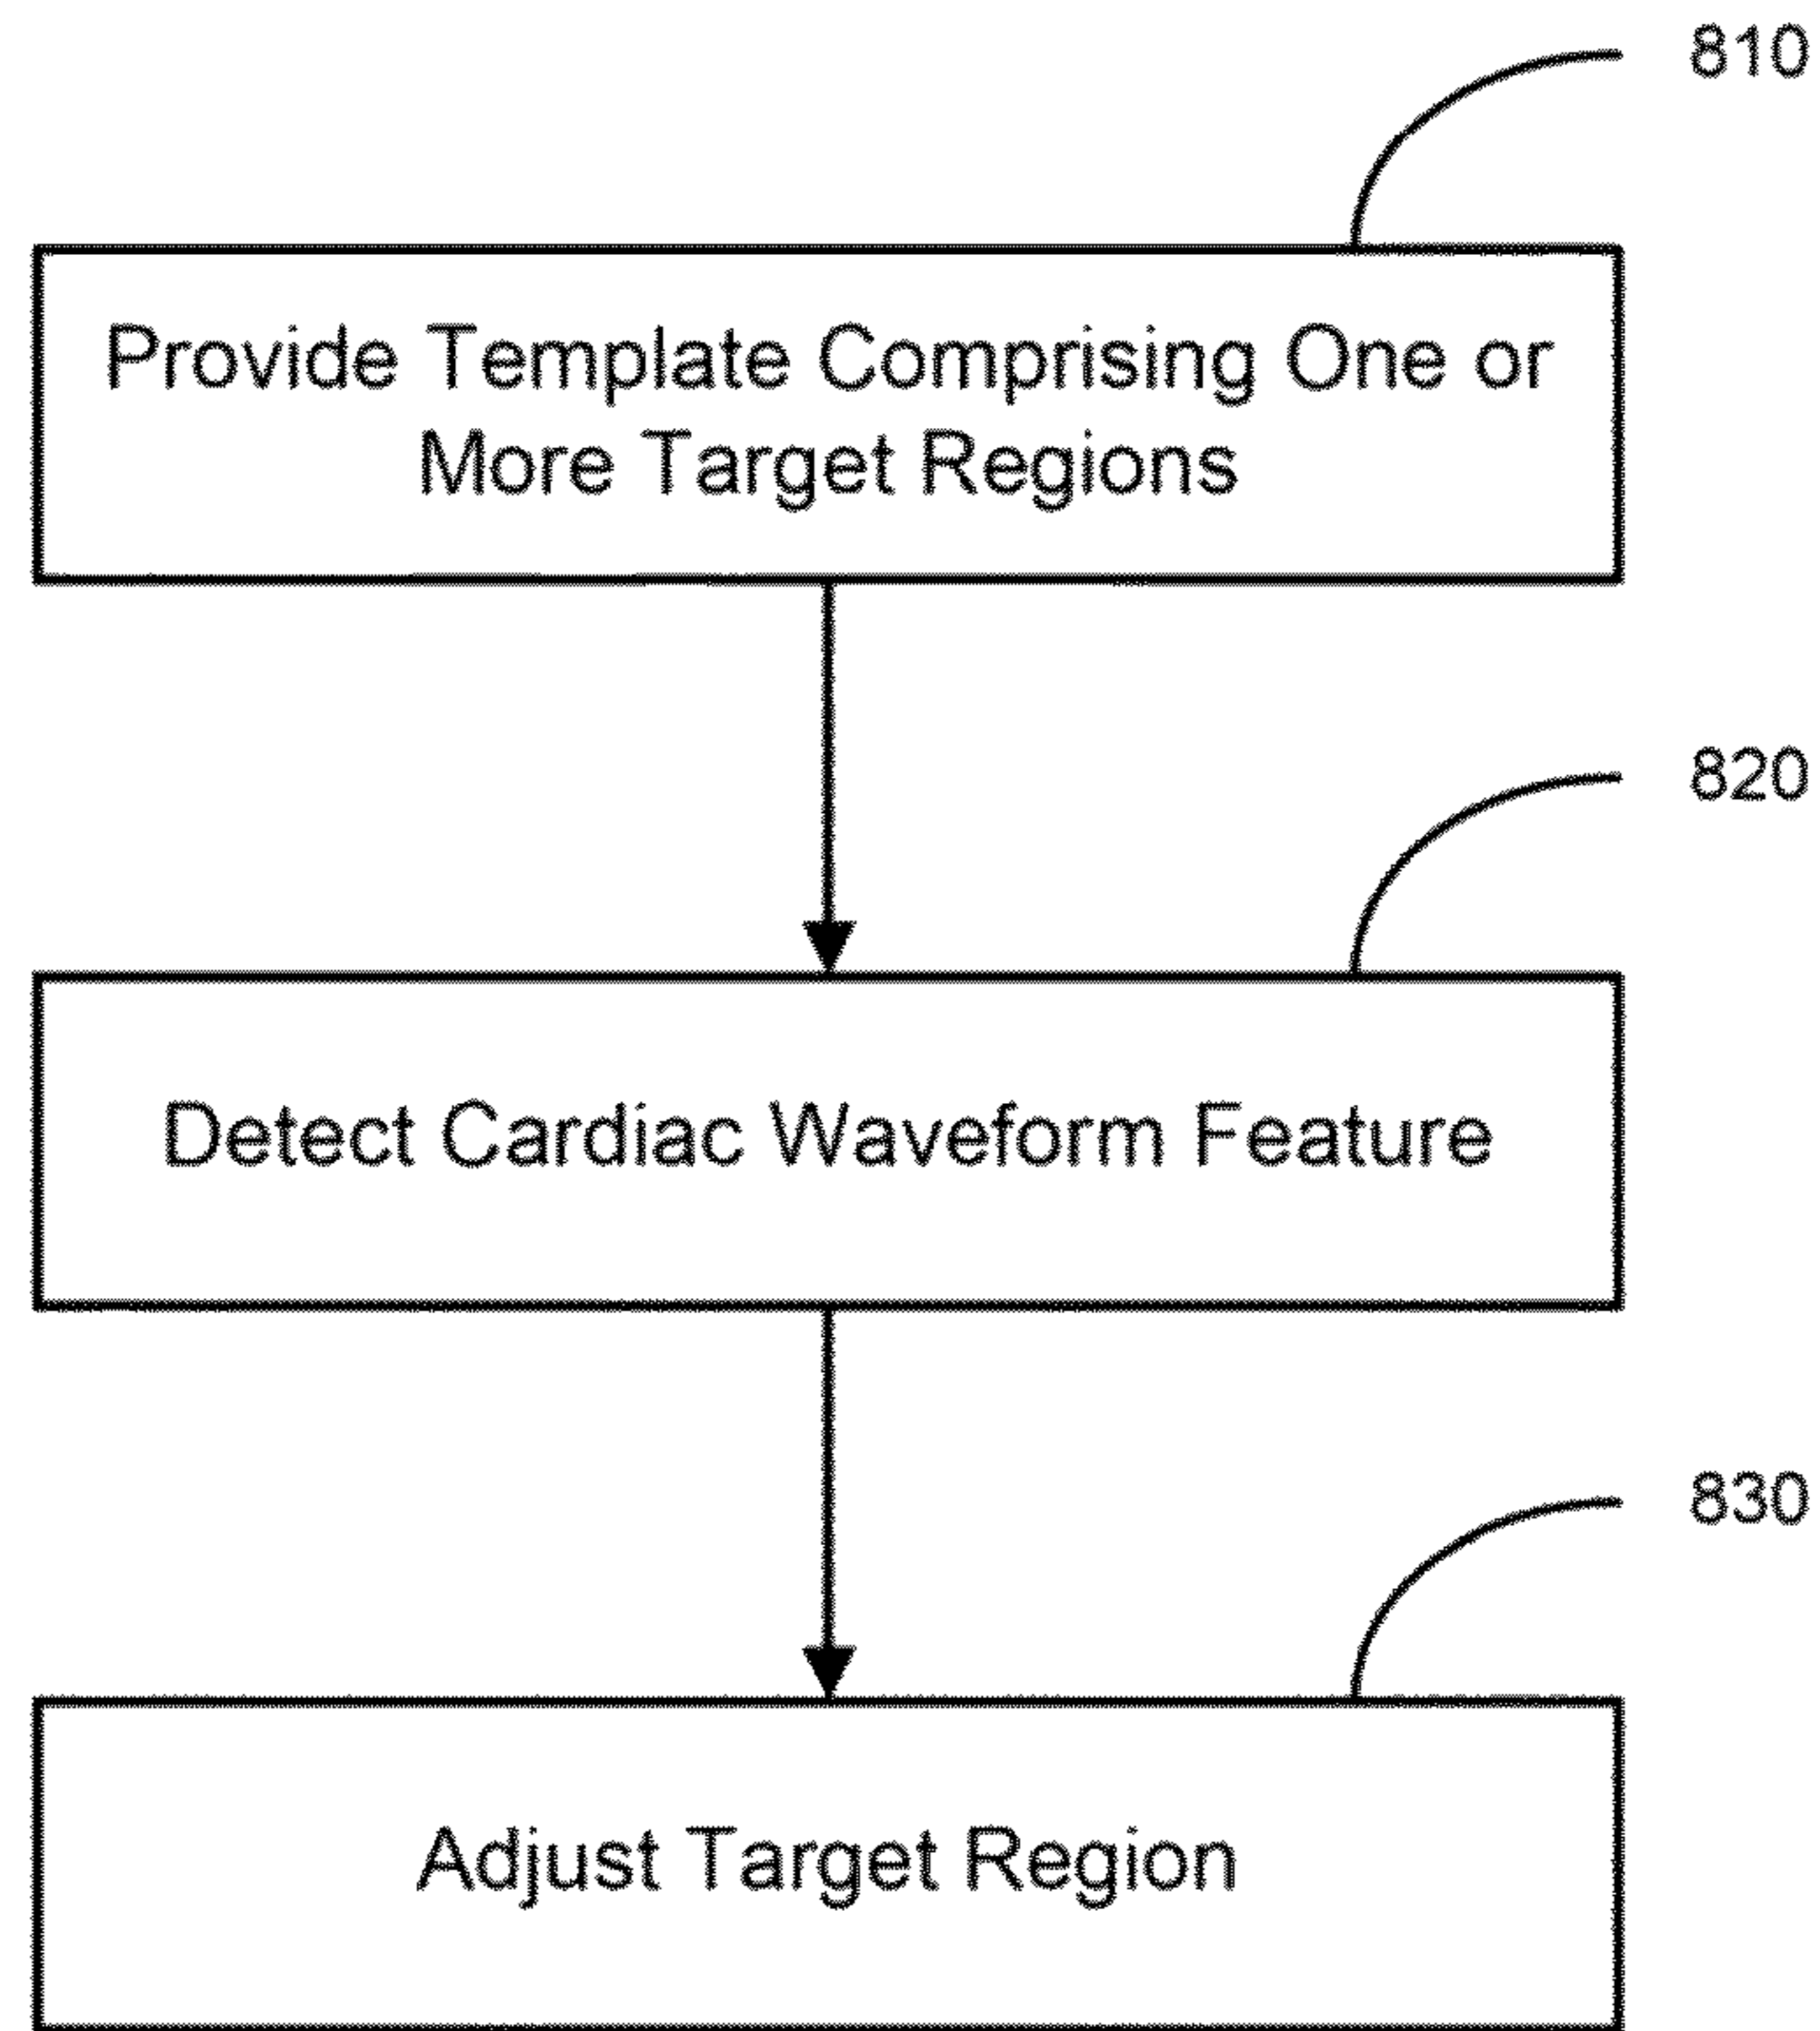 810
Provide Template Comprising One or
More Target Regions
820
Detect Cardiac Waveform Feature
830
Adjust Target Region